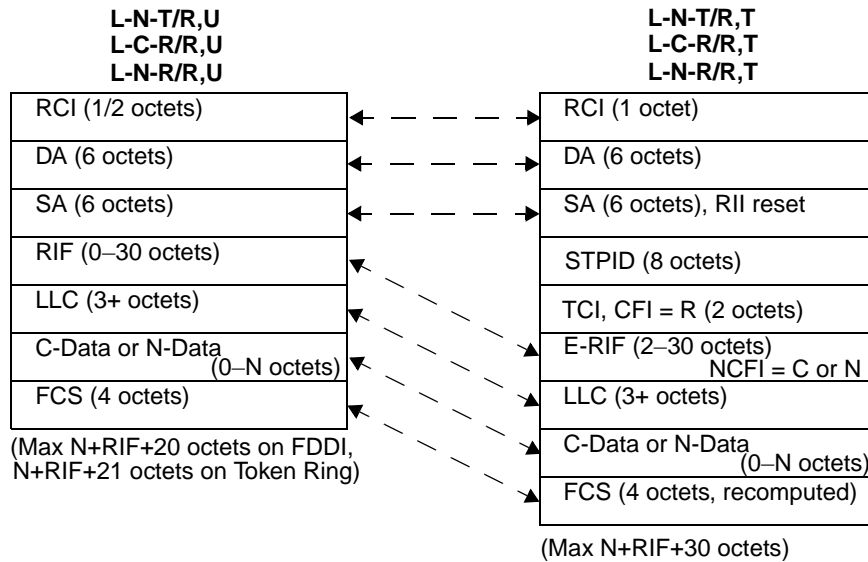 L-N-T/R,U
L-C-R/R,U
L-N-R/R,U
RCI (1/2 octets)
DA (6 octets)
SA (6 octets)
RIF (0–30 octets)
LLC (3+ octets)
C-Data or N-Data
(0–N octets)
FCS (4 octets)
(Max N+RIF+20 octets on FDDI,
N+RIF+21 octets on Token Ring)
L-N-T/R,T
L-C-R/R,T
L-N-R/R,T
RCI (1 octet)
DA (6 octets)
SA (6 octets), RII reset
STPID (8 octets)
TCI, CFI = R (2 octets)
E-RIF (2–30 octets)
NCFI = C or N
LLC (3+ octets)
C-Data or N-Data
(0–N octets)
FCS (4 octets, recomputed)
(Max N+RIF+30 octets)